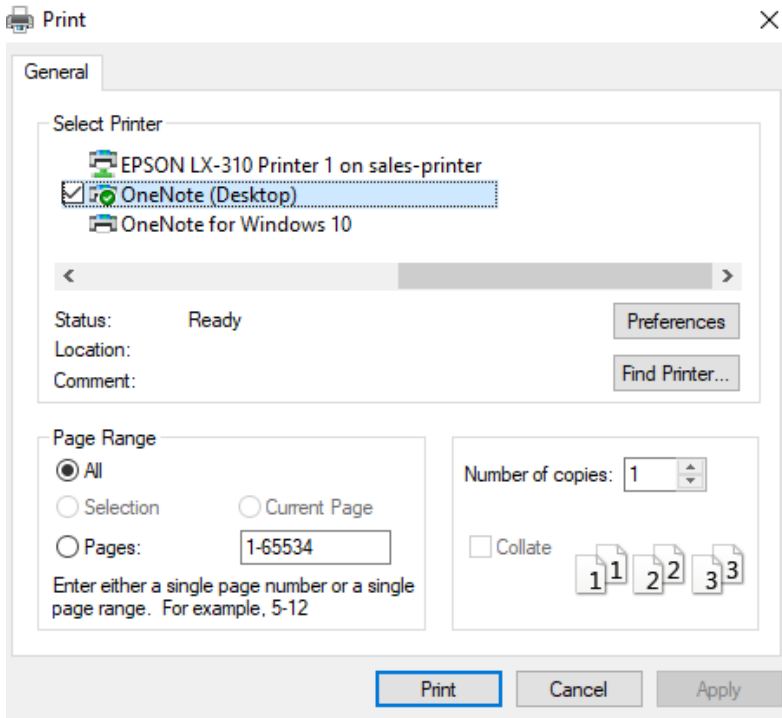 Print
General
Select Printer
EPSON LX-310 Printer 1 on sales-printer
OneNote (Desktop)
OneNote for Windows 10
Status: Ready
Preferences
Location:
Comment:
Find Printer...
Page Range
All
Selection
Current Page
Pages: 1-65534
Enter either a single page number or a single
page range. For example, 5-12
Number of copies: 1
Collate
1 1 2 2 3 3
Print Cancel Apply